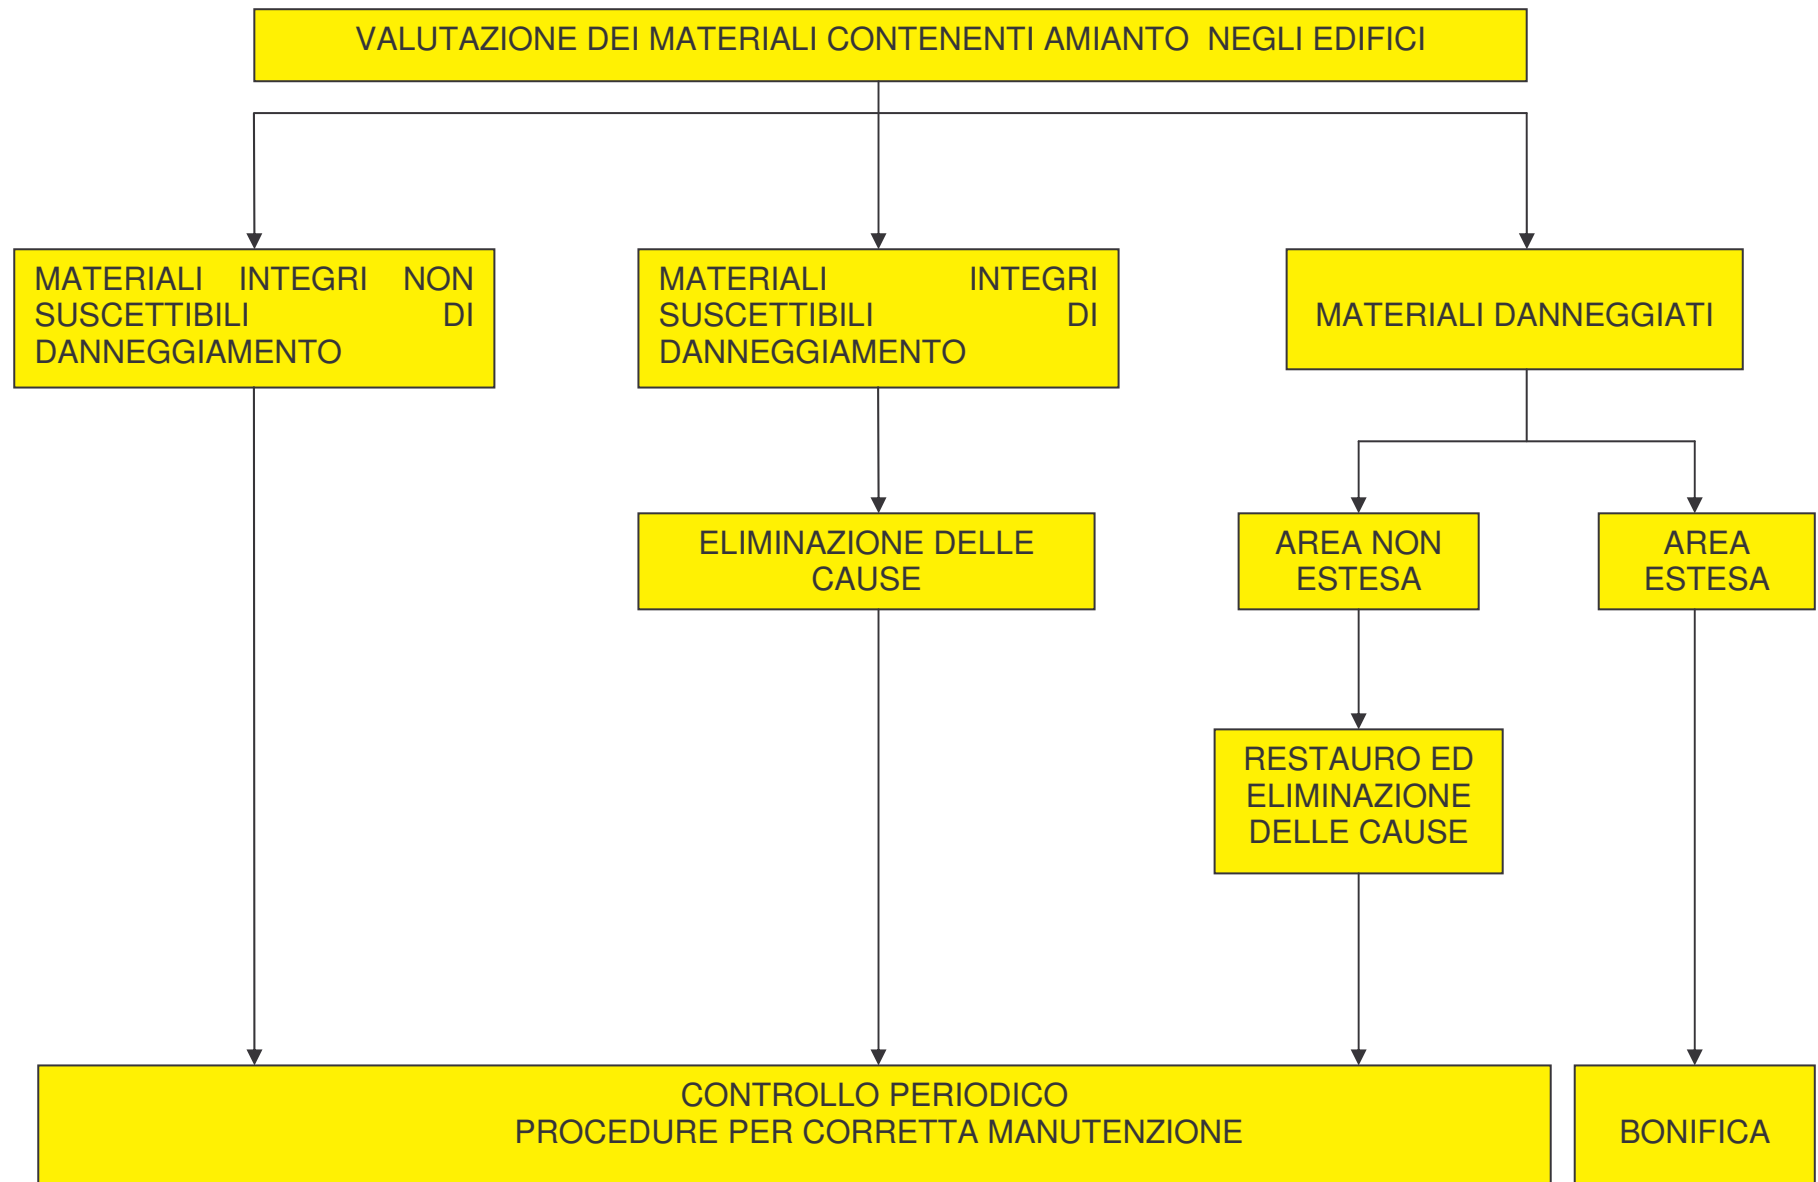 VALUTAZIONE DEI MATERIALI CONTENENTI AMIANTO NEGLI EDIFICI
MATERIALI INTEGRI NON
SUSCETTIBILI DI
DANNEGGIAMENTO
MATERIALI INTEGRI
SUSCETTIBILI DI
DANNEGGIAMENTO
MATERIALI DANNEGGIATI
ELIMINAZIONE DELLE
CAUSE
AREA NON
ESTESA
AREA
ESTESA
RESTAURO ED
ELIMINAZIONE
DELLE CAUSE
CONTROLLO PERIODICO
PROCEDURE PER CORRETTA MANUTENZIONE
BONIFICA